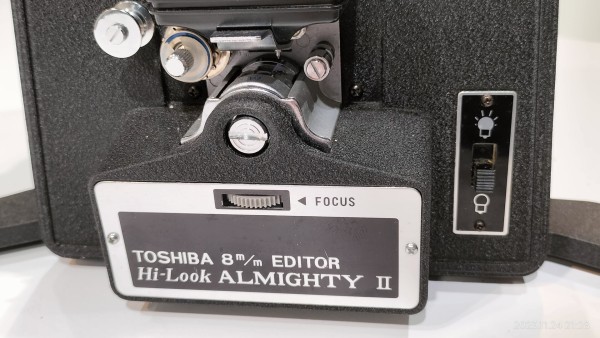 ◀ FOCUS
TOSHIBA 8m/m EDITOR
Hi-Look ALMIGHTY II